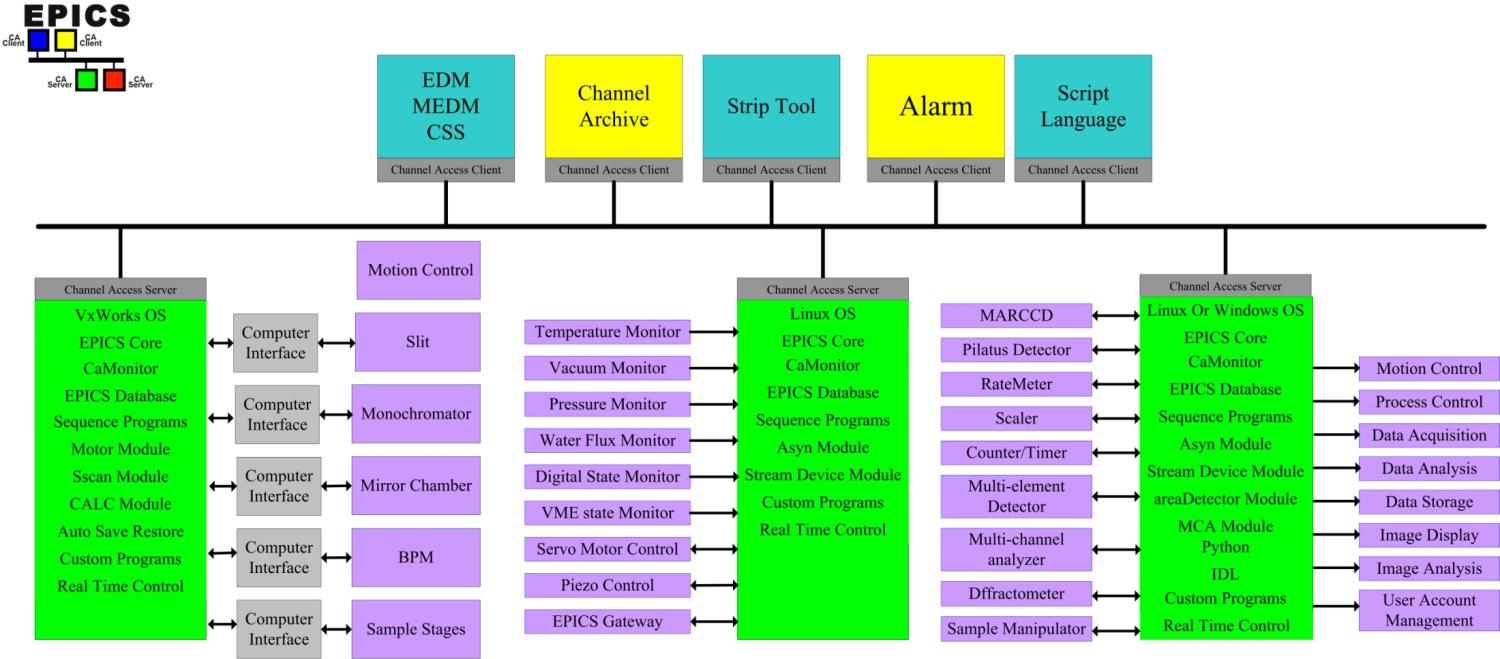 EPICS
CA
Client
CA
Client
CA
Server
CA
Server
EDM
MEDM
CSS
Channel Access Client
Channel
Archive
Channel Access Client
Strip Tool
Channel Access Client
Alarm
Channel Access Client
Script
Language
Channel Access Client
Channel Access Server
VxWorks OS
EPICS Core
CaMonitor
EPICS Database
Sequence Programs
Motor Module
Sscan Module
CALC Module
Auto Save Restore
Custom Programs
Real Time Control
Computer
Interface
Computer
Interface
Computer
Interface
Computer
Interface
Computer
Interface
Motion Control
Slit
Monochromator
Mirror Chamber
BPM
Sample Stages
Temperature Monitor
Vacuum Monitor
Pressure Monitor
Water Flux Monitor
Digital State Monitor
VME state Monitor
Servo Motor Control
Piezo Control
EPICS Gateway
Channel Access Server
Linux OS
EPICS Core
CaMonitor
EPICS Database
Sequence Programs
Asyn Module
Stream Device Module
Custom Programs
Real Time Control
MARCCD
Pilatus Detector
RateMeter
Scaler
Counter/Timer
Multi-element
Detector
Multi-channel
analyzer
Dffractometer
Sample Manipulator
Channel Access Server
Linux Or Windows OS
EPICS Core
CaMonitor
EPICS Database
Sequence Programs
Asyn Module
Stream Device Module
areaDetector Module
MCA Module
Python
IDL
Custom Programs
Real Time Control
Motion Control
Process Control
Data Acquisition
Data Analysis
Data Storage
Image Display
Image Analysis
User Account
Management